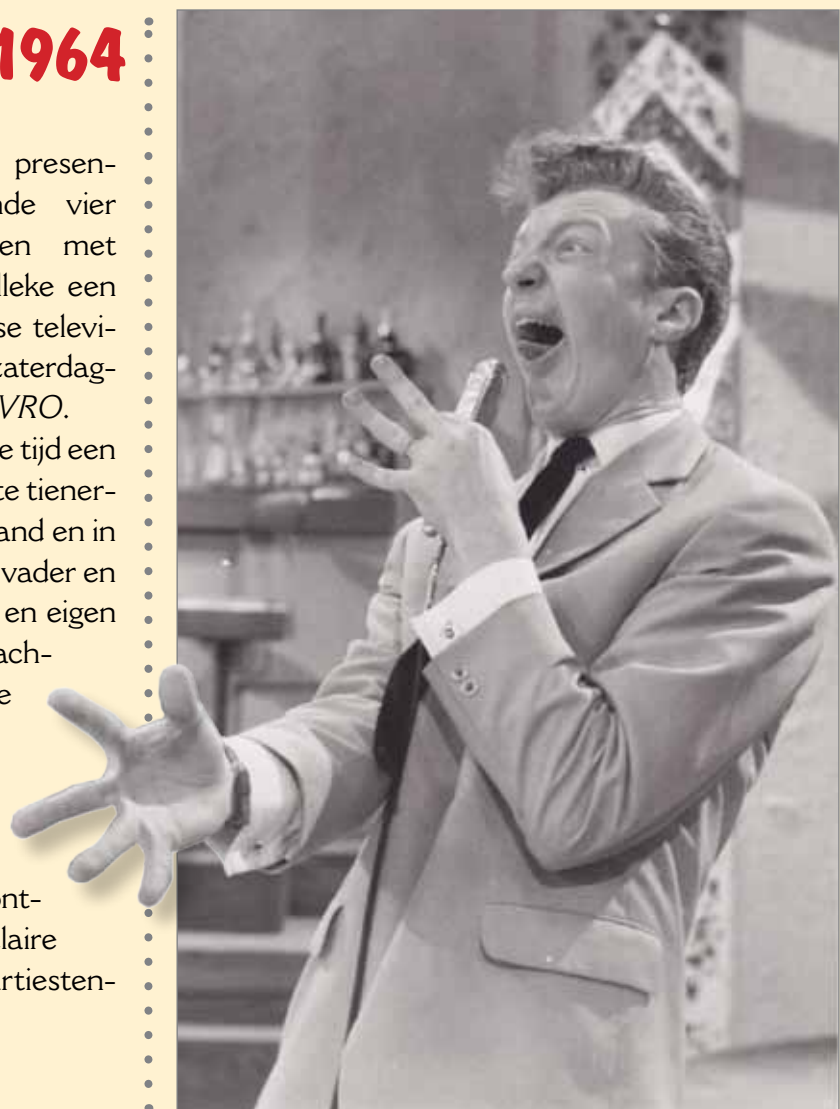 1964
presen-
nde vier
en met
lleke een
se televi-
zaterdag-
VRO.
e tijd een
te tiener-
and en in
vader en
en eigen
ach-
e
ont-
laire
rtiesten-